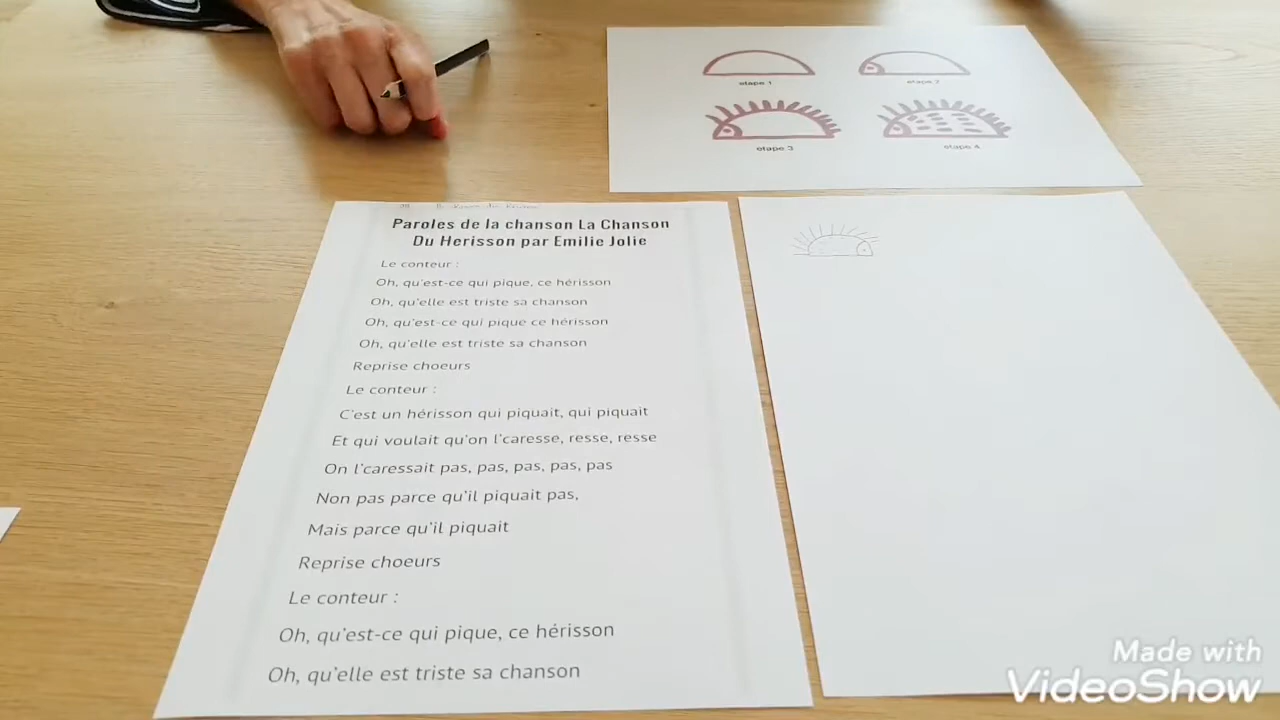 Paroles de la chanson La Chanson
Du Herisson par Emilie Jolie
Le conteur :
Oh, qu'est-ce qui pique, ce hérisson
Oh, qu'elle est triste sa chanson
Oh, qu'est-ce qui pique ce hérisson
Oh, qu'elle est triste sa chanson
Reprise choeurs
Le conteur :
C'est un hérisson qui piquait, qui piquait
Et qui voulait qu'on l'caresse, resse, resse
On l'caressait pas, pas, pas, pas, pas
Non pas parce qu'il piquait pas,
Mais parce qu'il piquait
Reprise choeurs
Le conteur :
Oh, qu'est-ce qui pique, ce hérisson
Oh, qu'elle est triste sa chanson
etape 1
etape 2
etape 3
etape 4
Made with
VideoShow